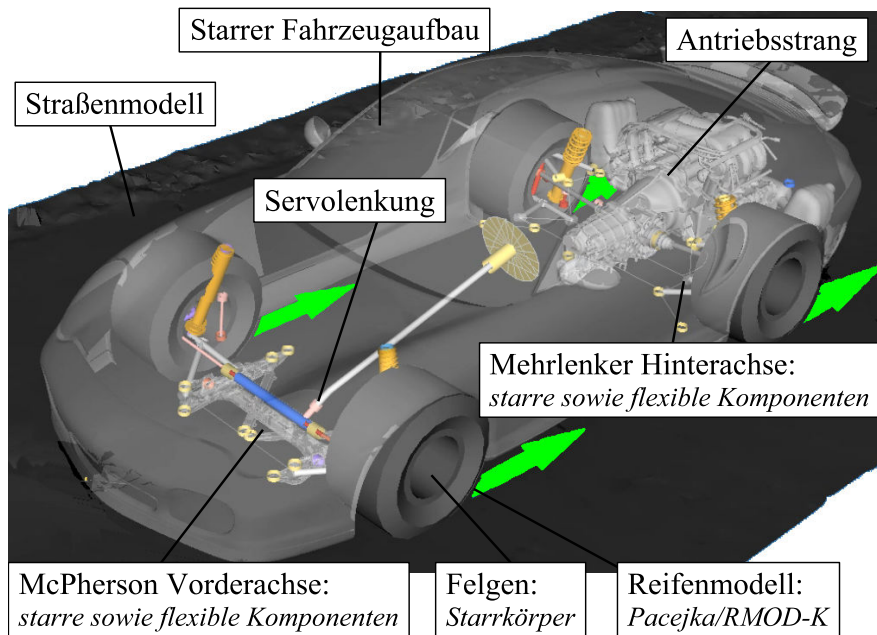 Starrer Fahrzeugaufbau
Antriebsstrang
Straßenmodell
Servolenkung
Mehrlenker Hinterachse:
starre sowie flexible Komponenten
McPherson Vorderachse:
starre sowie flexible Komponenten
Felgen:
Starrkörper
Reifenmodell:
Pacejka/RMOD-K